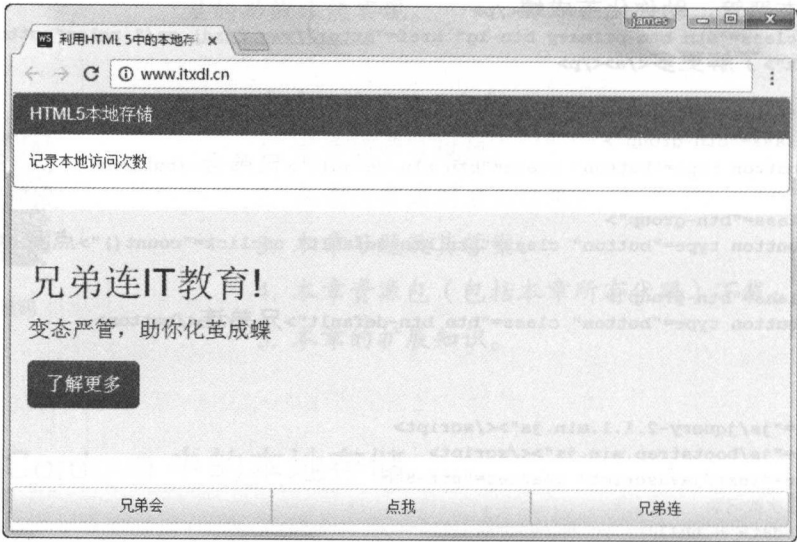 james
利用HTML 5中的本地存
www.itxdl.cn
HTML5本地存储
记录本地访问次数
兄弟连IT教育!
变态严管，助你化茧成蝶
了解更多
兄弟会
点我
兄弟连